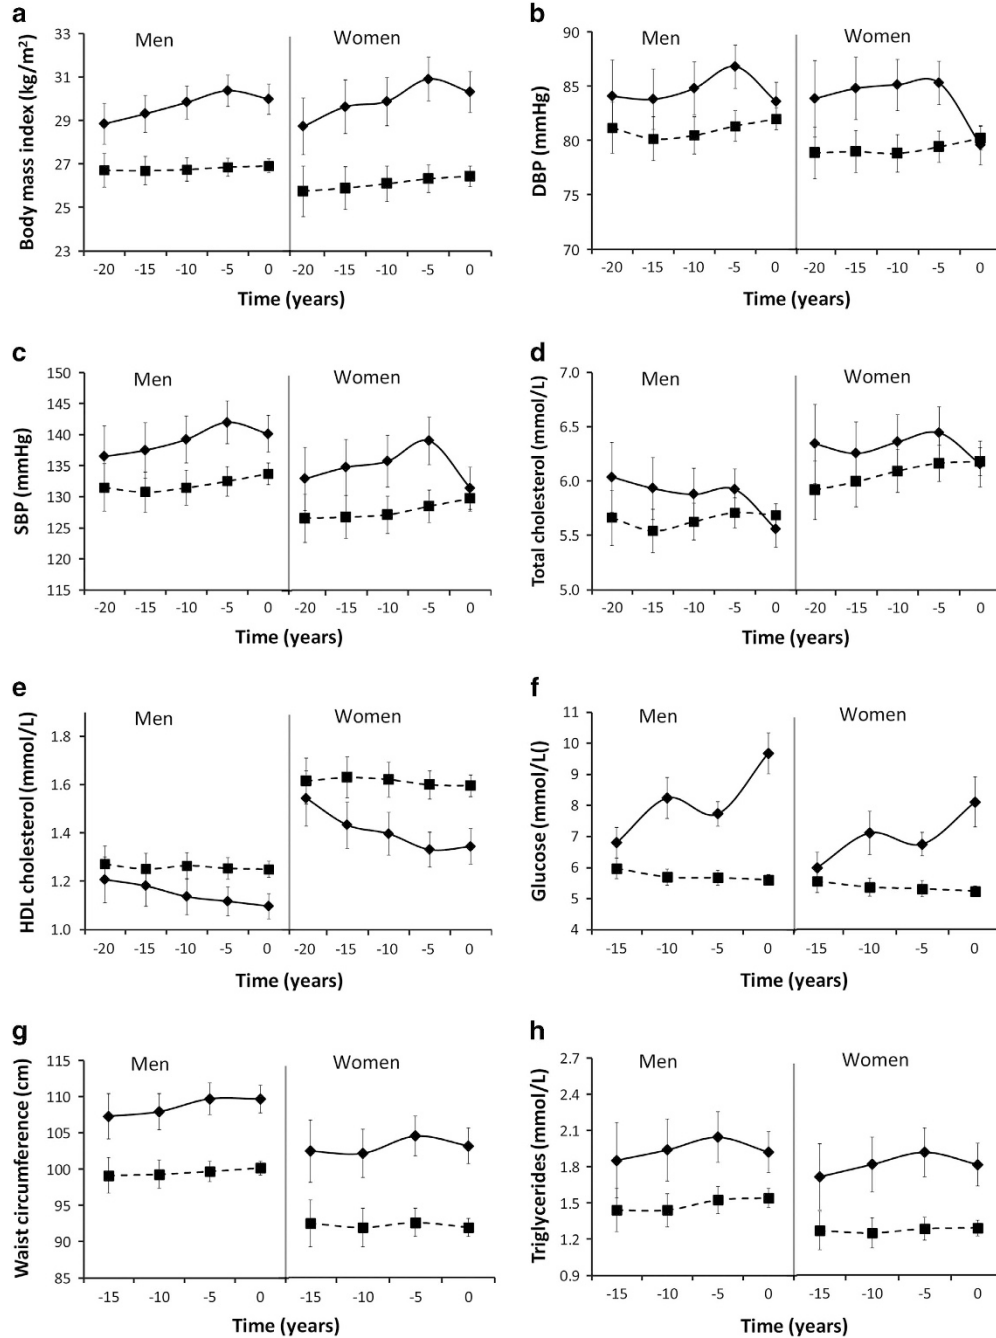 a
Men
Women
Body mass index (kg/m²)
33
31
29
27
25
23
-20 -15 -10 -5 0 -20 -15 -10 -5 0
Time (years)
b
Men
Women
DBP (mmHg)
90
85
80
75
70
-20 -15 -10 -5 0 -20 -15 -10 -5 0
Time (years)
c
Men
Women
SBP (mmHg)
150
145
140
135
130
125
120
115
-20 -15 -10 -5 0 -20 -15 -10 -5 0
Time (years)
d
Men
Women
Total cholesterol (mmol/L)
7.0
6.5
6.0
5.5
5.0
-20 -15 -10 -5 0 -20 -15 -10 -5 0
Time (years)
e
Men
Women
HDL cholesterol (mmol/L)
1.8
1.6
1.4
1.2
1.0
-20 -15 -10 -5 0 -20 -15 -10 -5 0
Time (years)
f
Men
Women
Glucose (mmol/L()
11
10
9
8
7
6
5
4
-15 -10 -5 0 -15 -10 -5 0
Time (years)
g
Men
Women
Waist circumference (cm)
115
110
105
100
95
90
85
-15 -10 -5 0 -15 -10 -5 0
Time (years)
h
Men
Women
Triglycerides (mmol/L)
2.7
2.4
2.1
1.8
1.5
1.2
0.9
-15 -10 -5 0 -15 -10 -5 0
Time (years)